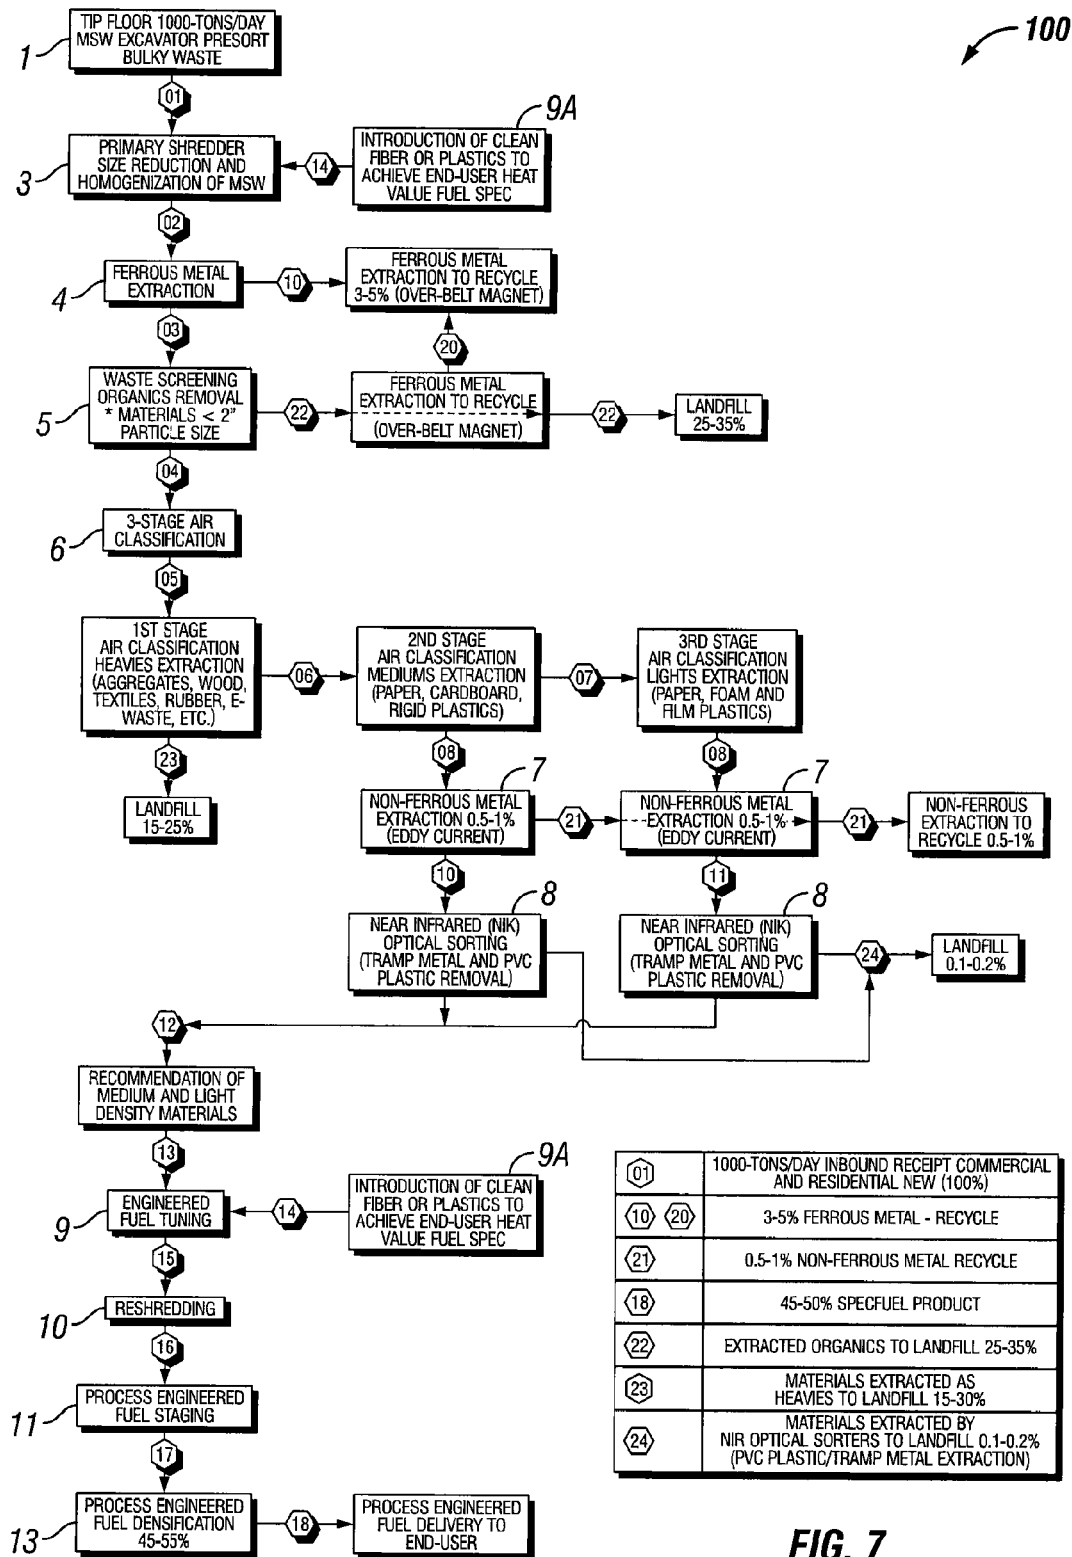 TIP FLOOR 1000-TONS/DAY
MSW EXCAVATOR PRESORT
BULKY WASTE
1
100
01
9A
PRIMARY SHREDDER
SIZE REDUCTION AND
HOMOGENIZATION OF MSW
3
14
INTRODUCTION OF CLEAN
FIBER OR PLASTICS TO
ACHIEVE END-USER HEAT
VALUE FUEL SPEC
02
FERROUS METAL
EXTRACTION
4
10
FERROUS METAL
EXTRACTION TO RECYCLE
3-5% (OVER-BELT MAGNET)
03
20
WASTE SCREENING
ORGANICS REMOVAL
* MATERIALS < 2"
PARTICLE SIZE
5
22
FERROUS METAL
EXTRACTION TO RECYCLE
(OVER-BELT MAGNET)
22
LANDFILL
25-35%
04
3-STAGE AIR
CLASSIFICATION
6
05
1ST STAGE
AIR CLASSIFICATION
HEAVIES EXTRACTION
(AGGREGATES, WOOD,
TEXTILES, RUBBER, E-
WASTE, ETC.)
06
2ND STAGE
AIR CLASSIFICATION
MEDIUMS EXTRACTION
(PAPER, CARDBOARD,
RIGID PLASTICS)
07
3RD STAGE
AIR CLASSIFICATION
LIGHTS EXTRACTION
(PAPER, FOAM AND
FILM PLASTICS)
23
08
08
LANDFILL
15-25%
7
NON-FERROUS METAL
EXTRACTION 0.5-1%
(EDDY CURRENT)
21
7
NON-FERROUS METAL
EXTRACTION 0.5-1%
(EDDY CURRENT)
21
NON-FERROUS
EXTRACTION TO
RECYCLE 0.5-1%
10
11
8
NEAR INFRARED (NIK)
OPTICAL SORTING
(TRAMP METAL AND PVC
PLASTIC REMOVAL)
8
NEAR INFRARED (NIK)
OPTICAL SORTING
(TRAMP METAL AND PVC
PLASTIC REMOVAL)
24
LANDFILL
0.1-0.2%
12
RECOMMENDATION OF
MEDIUM AND LIGHT
DENSITY MATERIALS
13
9A
ENGINEERED
FUEL TUNING
9
14
INTRODUCTION OF CLEAN
FIBER OR PLASTICS TO
ACHIEVE END-USER HEAT
VALUE FUEL SPEC
15
RESHREDDING
10
16
PROCESS ENGINEERED
FUEL STAGING
11
17
PROCESS ENGINEERED
FUEL DENSIFICATION
45-55%
13
18
PROCESS ENGINEERED
FUEL DELIVERY TO
END-USER
01 1000-TONS/DAY INBOUND RECEIPT COMMERCIAL
AND RESIDENTIAL NEW (100%)
10 20 3-5% FERROUS METAL - RECYCLE
21 0.5-1% NON-FERROUS METAL RECYCLE
18 45-50% SPECFUEL PRODUCT
22 EXTRACTED ORGANICS TO LANDFILL 25-35%
23 MATERIALS EXTRACTED AS
HEAVIES TO LANDFILL 15-30%
24 MATERIALS EXTRACTED BY
NIR OPTICAL SORTERS TO LANDFILL 0.1-0.2%
(PVC PLASTIC/TRAMP METAL EXTRACTION)
FIG. 7